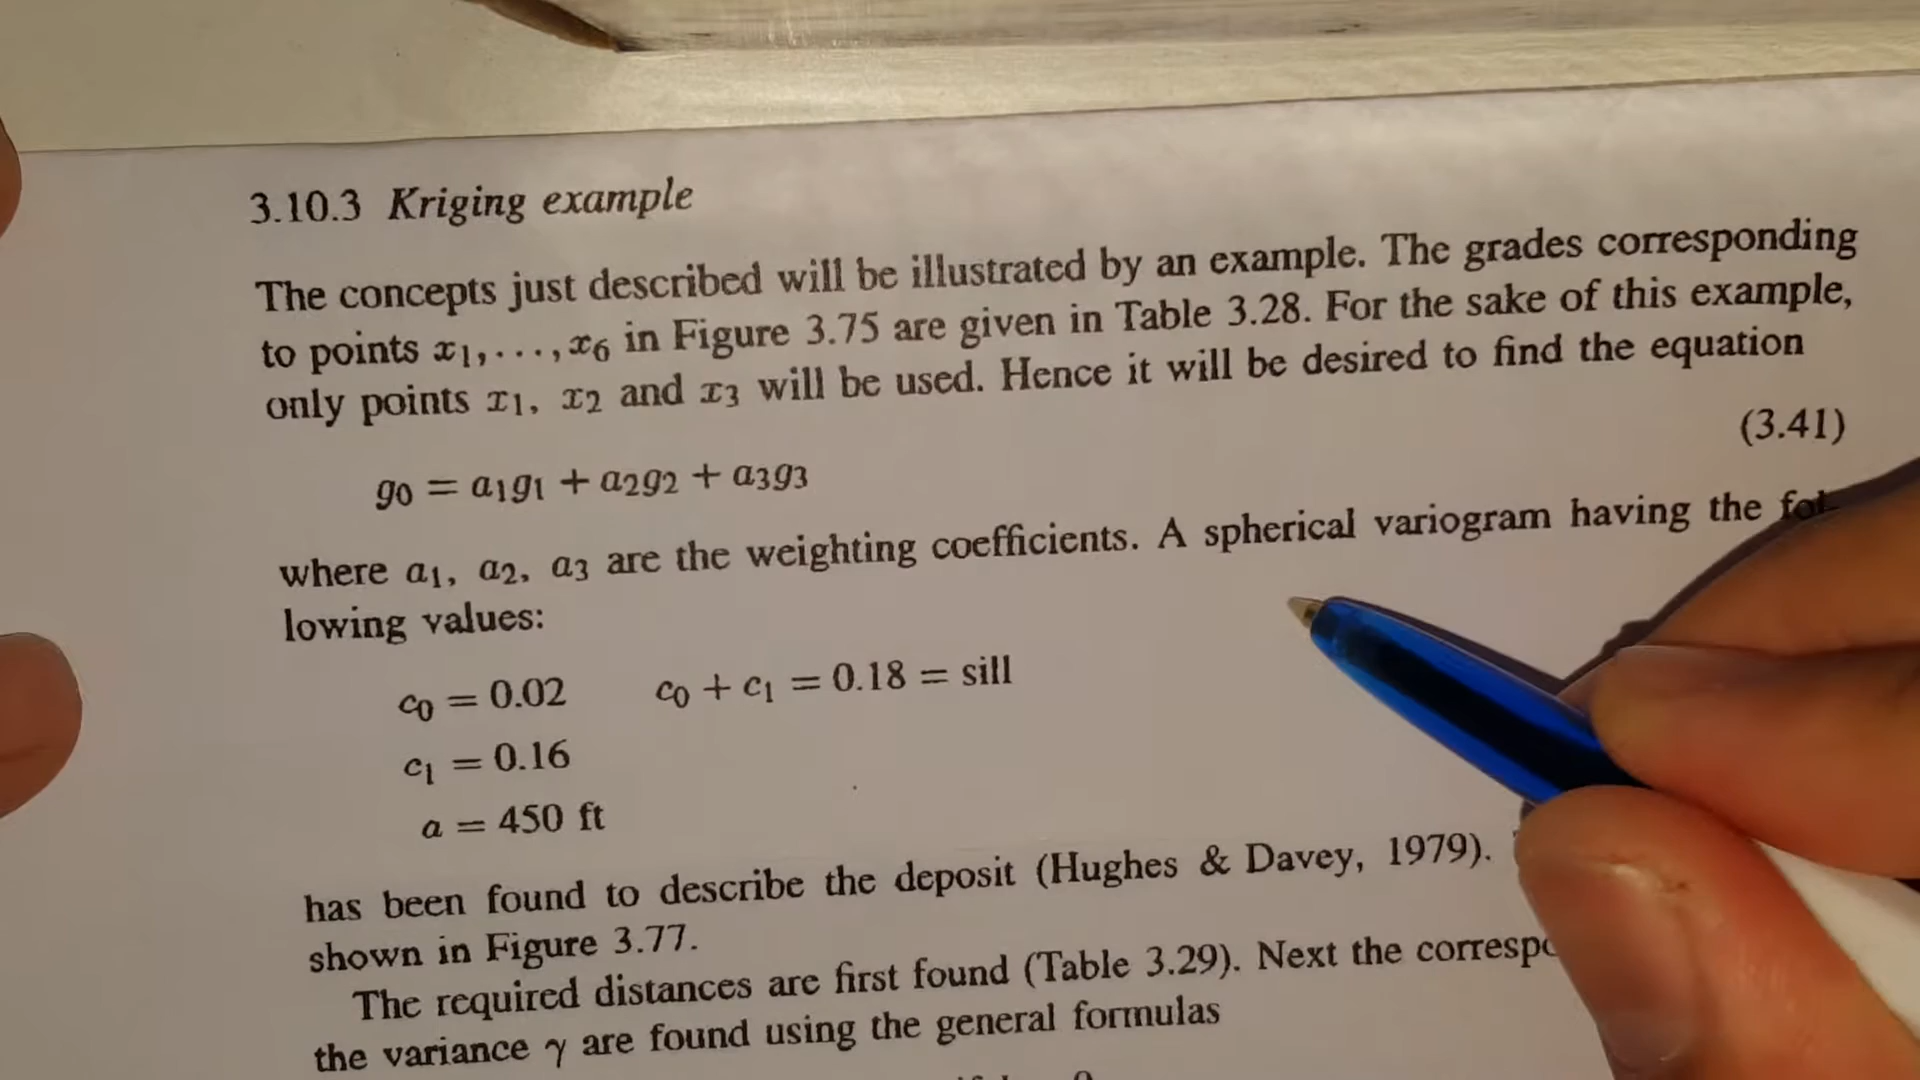 3.10.3 Kriging example
The concepts just described will be illustrated by an example. The grades corresponding
to points x₁, . . . , x₆ in Figure 3.75 are given in Table 3.28. For the sake of this example,
only points x₁, x₂ and x₃ will be used. Hence it will be desired to find the equation
g₀ = a₁g₁ + a₂g₂ + a₃g₃ (3.41)
where a₁, a₂, a₃ are the weighting coefficients. A spherical variogram having the fol-
lowing values:
c₀ = 0.02 c₀ + c₁ = 0.18 = sill
c₁ = 0.16
a = 450 ft
has been found to describe the deposit (Hughes & Davey, 1979).
shown in Figure 3.77.
The required distances are first found (Table 3.29). Next the
the variance γ are found using the general formulas